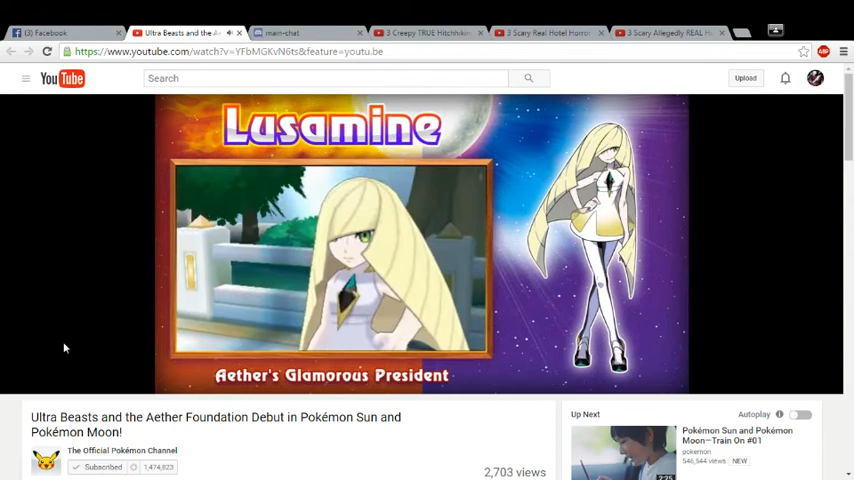 (3) Facebook
Ultra Beasts and the Ae
main-chat
3 Creepy TRUE Hitchhikin
3 Scary Real Hotel Horror
3 Scary Allegedly REAL H
https://www.youtube.com/watch?v=YFbMGKvN6ts&feature=youtu.be
ABP
YouTube
Search
Upload
Lusamine
Aether's Glamorous President
Ultra Beasts and the Aether Foundation Debut in Pokémon Sun and
Pokémon Moon!
The Official Pokémon Channel
Subscribed
1,474,823
2,703 views
Up Next
Autoplay
Pokémon Sun and Pokémon
Moon—Train On #01
pokemon
546,544 views NEW
2:25